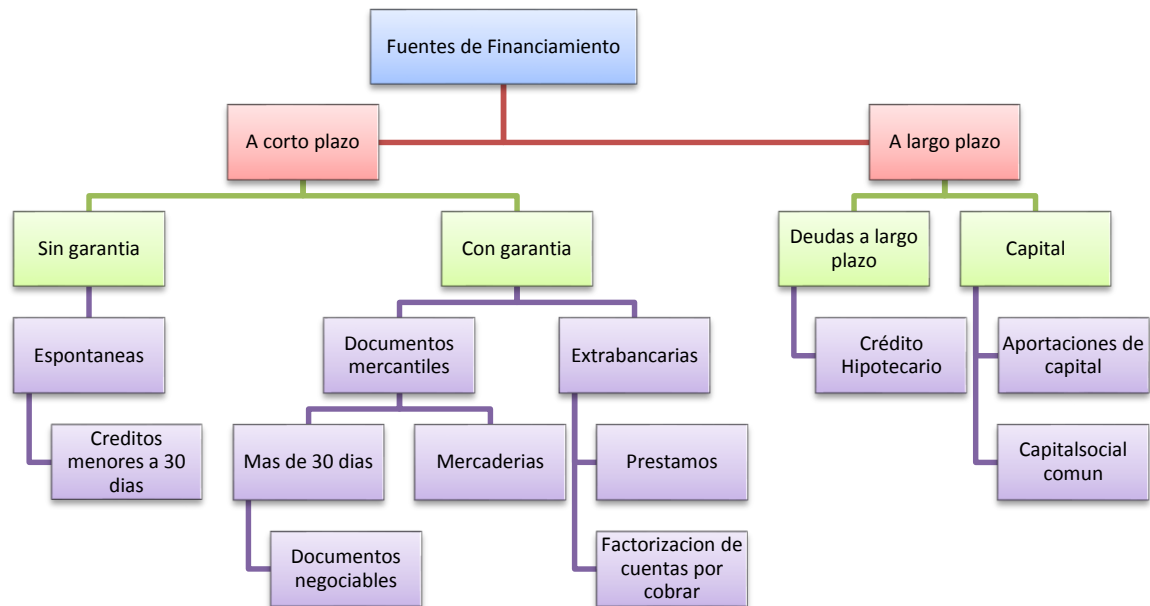 Fuentes de Financiamiento
A corto plazo
A largo plazo
Sin garantia
Con garantia
Deudas a largo
plazo
Capital
Espontaneas
Documentos
mercantiles
Extrabancarias
Crédito
Hipotecario
Aportaciones de
capital
Creditos
menores a 30
dias
Mas de 30 dias
Mercaderias
Prestamos
Capitalsocial
comun
Documentos
negociables
Factorizacion de
cuentas por
cobrar